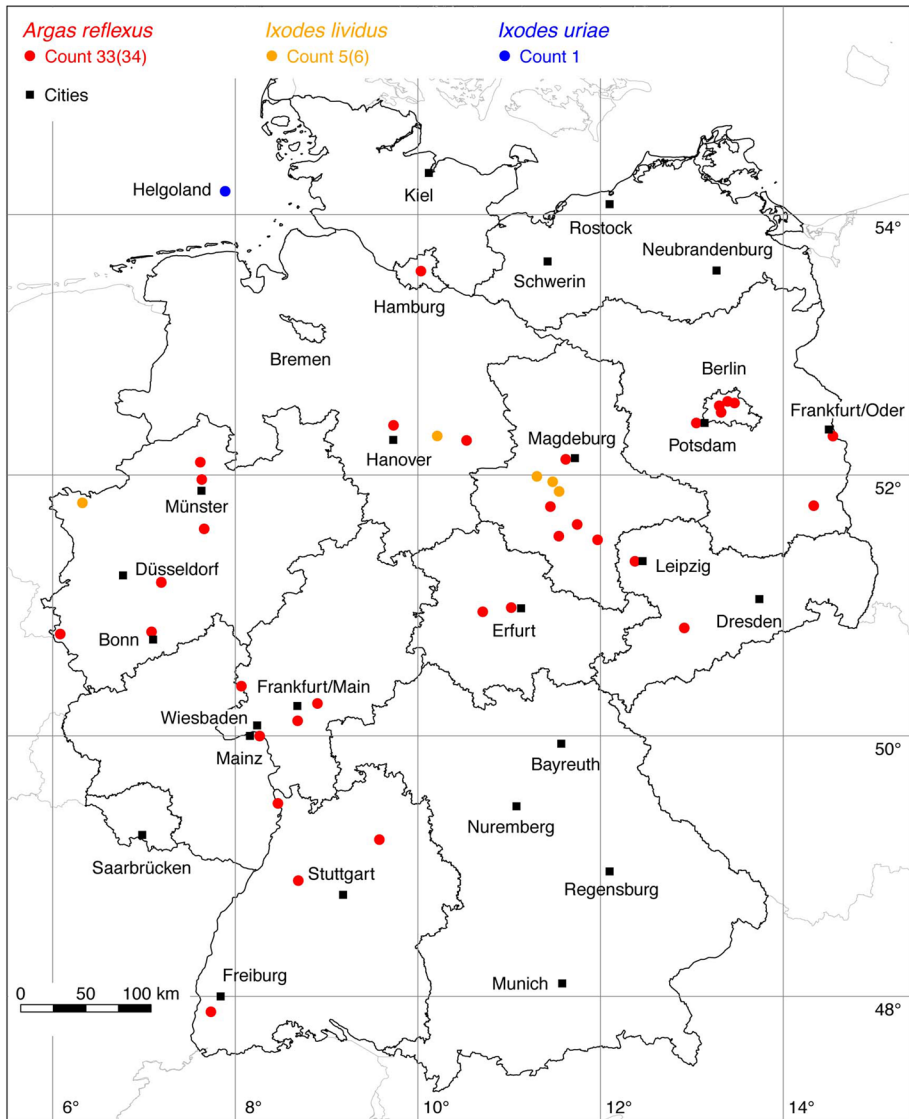 Argas reflexus Ixodes lividus Ixodes uriae
Count 33(34) Count 5(6) Count 1
Cities
Helgoland
Kiel
54°
Rostock
Neubrandenburg
Schwerin
Hamburg
Bremen
Berlin
Frankfurt/Oder
Magdeburg
Potsdam
Hanover
52°
Münster
Leipzig
Düsseldorf
Dresden
Erfurt
Bonn
Frankfurt/Main
Wiesbaden
50°
Mainz
Bayreuth
Nuremberg
Saarbrücken
Stuttgart
Regensburg
Freiburg
Munich
0 50 100 km
48°
6° 8° 10° 12° 14°